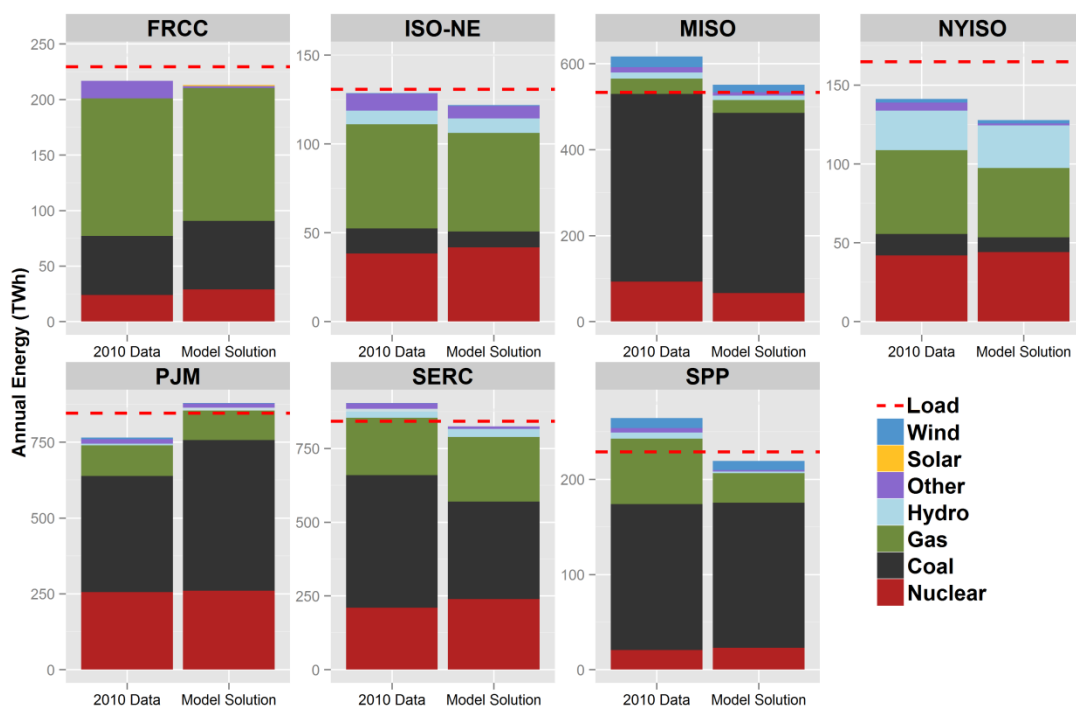 FRCC
ISO-NE
MISO
NYISO
250
200
150
100
50
0
150
100
50
0
600
400
200
0
150
100
50
0
2010 Data
Model Solution
2010 Data
Model Solution
2010 Data
Model Solution
2010 Data
Model Solution
Annual Energy (TWh)
PJM
SERC
SPP
750
500
250
0
750
500
250
0
200
100
0
2010 Data
Model Solution
2010 Data
Model Solution
2010 Data
Model Solution
Load
Wind
Solar
Other
Hydro
Gas
Coal
Nuclear